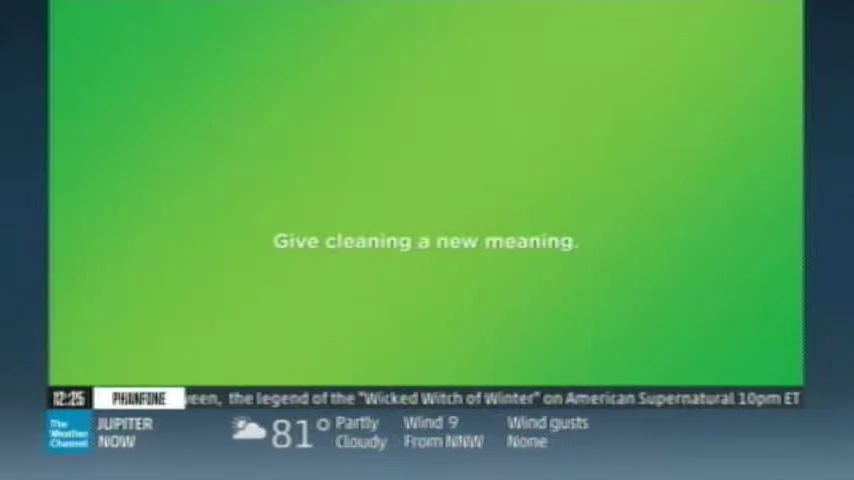 Give cleaning a new meaning.
12:25 PHANFONE een, the legend of the "Wicked Witch of Winter" on American Supernatural 10pm ET
The Weather Channel
JUPITER
NOW
81°
Partly
Cloudy
Wind 9
From NNW
Wind gusts
None